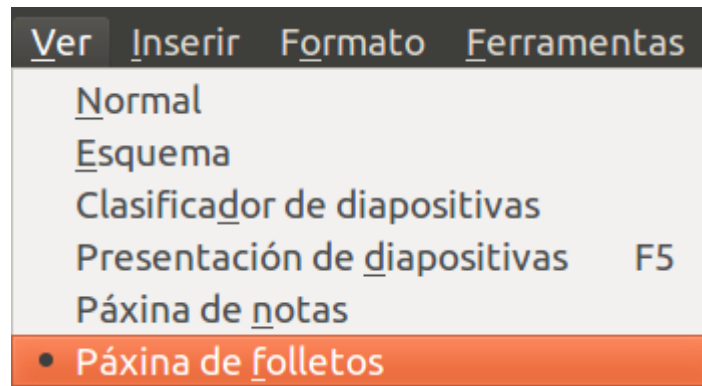 Ver Inserir Formato Ferramentas
Normal
Esquema
Clasificador de diapositivas
Presentación de diapositivas F5
Páxina de notas
• Páxina de folletos